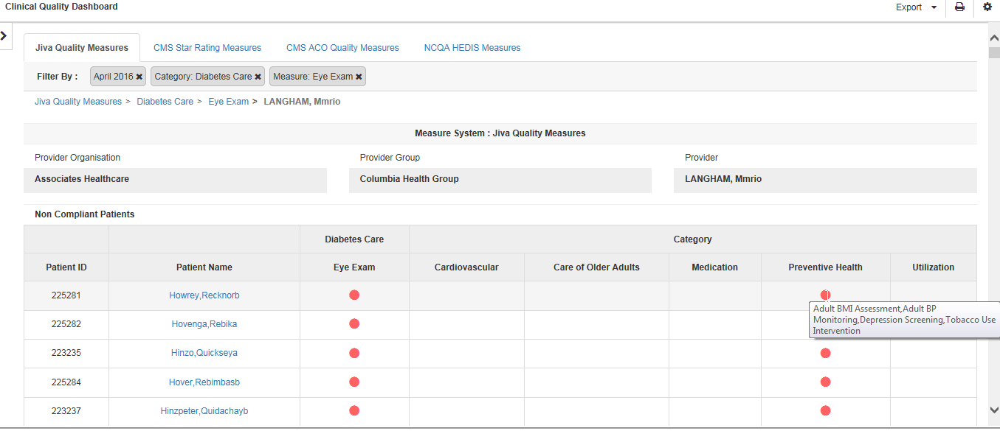 Clinical Quality Dashboard
Export
Jiva Quality Measures
CMS Star Rating Measures
CMS ACO Quality Measures
NCQA HEDIS Measures
Filter By :
April 2016 ✖
Category: Diabetes Care ✖
Measure: Eye Exam ✖
Jiva Quality Measures > Diabetes Care > Eye Exam > LANGHAM, Mmrio
Measure System : Jiva Quality Measures
Provider Organisation
Provider Group
Provider
Associates Healthcare
Columbia Health Group
LANGHAM, Mmrio
Non Compliant Patients
Diabetes Care
Category
Patient ID
Patient Name
Eye Exam
Cardiovascular
Care of Older Adults
Medication
Preventive Health
Utilization
225281
Howrey,Recknorb
Adult BMI Assessment,Adult BP
Monitoring,Depression Screening,Tobacco Use
Intervention
225282
Hovenga,Rebika
223235
Hinzo,Quickseya
225284
Hover,Rebimbasb
223237
Hinzpeter,Quidachayb